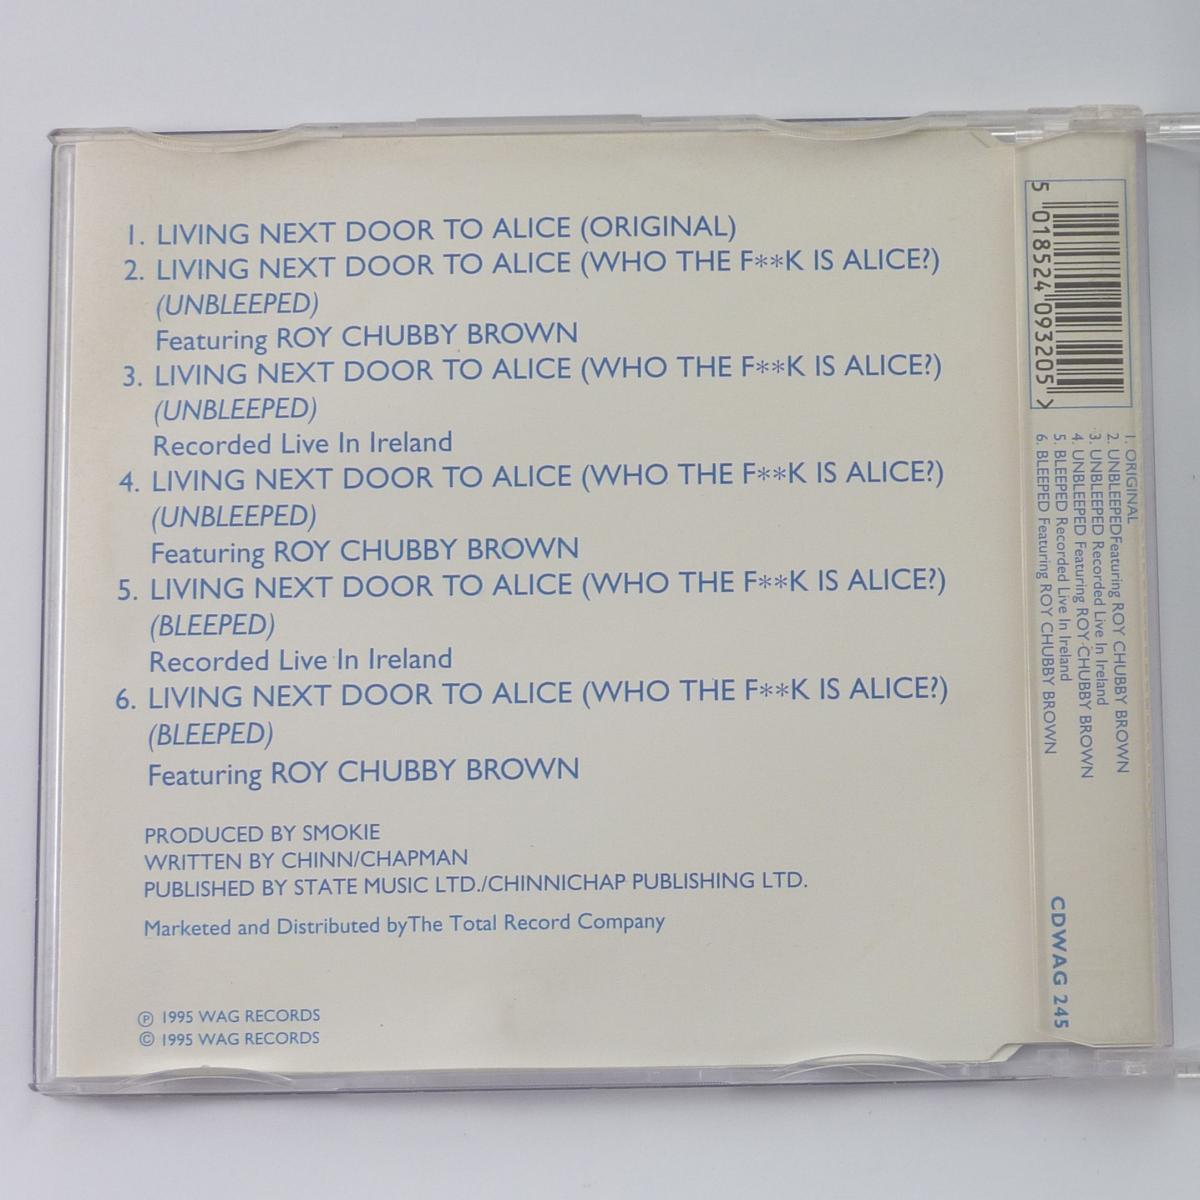 1. LIVING NEXT DOOR TO ALICE (ORIGINAL)
2. LIVING NEXT DOOR TO ALICE (WHO THE F**K IS ALICE?)
(UNBLEEPED)
Featuring ROY CHUBBY BROWN
3. LIVING NEXT DOOR TO ALICE (WHO THE F**K IS ALICE?)
(UNBLEEPED)
Recorded Live In Ireland
4. LIVING NEXT DOOR TO ALICE (WHO THE F**K IS ALICE?)
(UNBLEEPED)
Featuring ROY CHUBBY BROWN
5. LIVING NEXT DOOR TO ALICE (WHO THE F**K IS ALICE?)
(BLEEPED)
Recorded Live In Ireland
6. LIVING NEXT DOOR TO ALICE (WHO THE F**K IS ALICE?)
(BLEEPED)
Featuring ROY CHUBBY BROWN
PRODUCED BY SMOKIE
WRITTEN BY CHINN/CHAPMAN
PUBLISHED BY STATE MUSIC LTD./CHINNICHAP PUBLISHING LTD.
Marketed and Distributed byThe Total Record Company
℗ 1995 WAG RECORDS
© 1995 WAG RECORDS
5 018524 093205 >
1. ORIGINAL
2. UNBLEEPEDFeaturing ROY CHUBBY BROWN
3. UNBLEEPED Recorded Live In Ireland
4. UNBLEEPED Featuring ROY CHUBBY BROWN
5. BLEEPED Recorded Live In Ireland
6. BLEEPED Featuring ROY CHUBBY BROWN
CDWAG 245